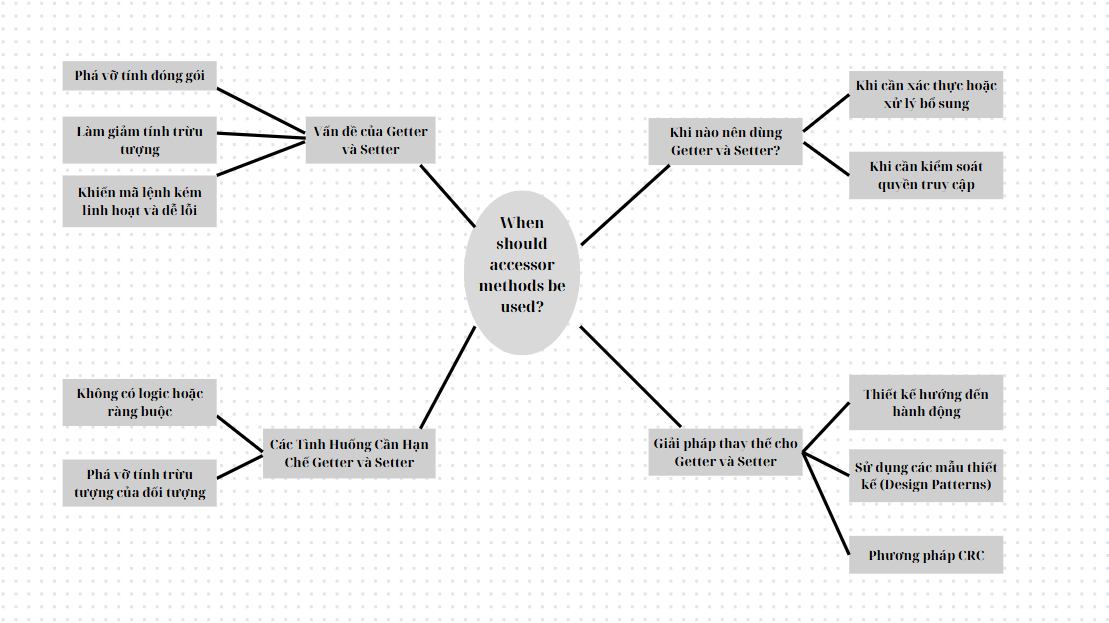 Phá vỡ tính đóng gói
Làm giảm tính trừu
tượng
Khiến mã lệnh kém
linh hoạt và dễ lỗi
Vấn đề của Getter
và Setter
Khi nào nên dùng
Getter và Setter?
Khi cần xác thực hoặc
xử lý bổ sung
Khi cần kiểm soát
quyền truy cập
When
should
accessor
methods be
used?
Không có logic hoặc
ràng buộc
Phá vỡ tính trừu
tượng của đối tượng
Các Tình Huống Cần Hạn
Chế Getter và Setter
Giải pháp thay thế cho
Getter và Setter
Thiết kế hướng đến
hành động
Sử dụng các mẫu thiết
kế (Design Patterns)
Phương pháp CRC